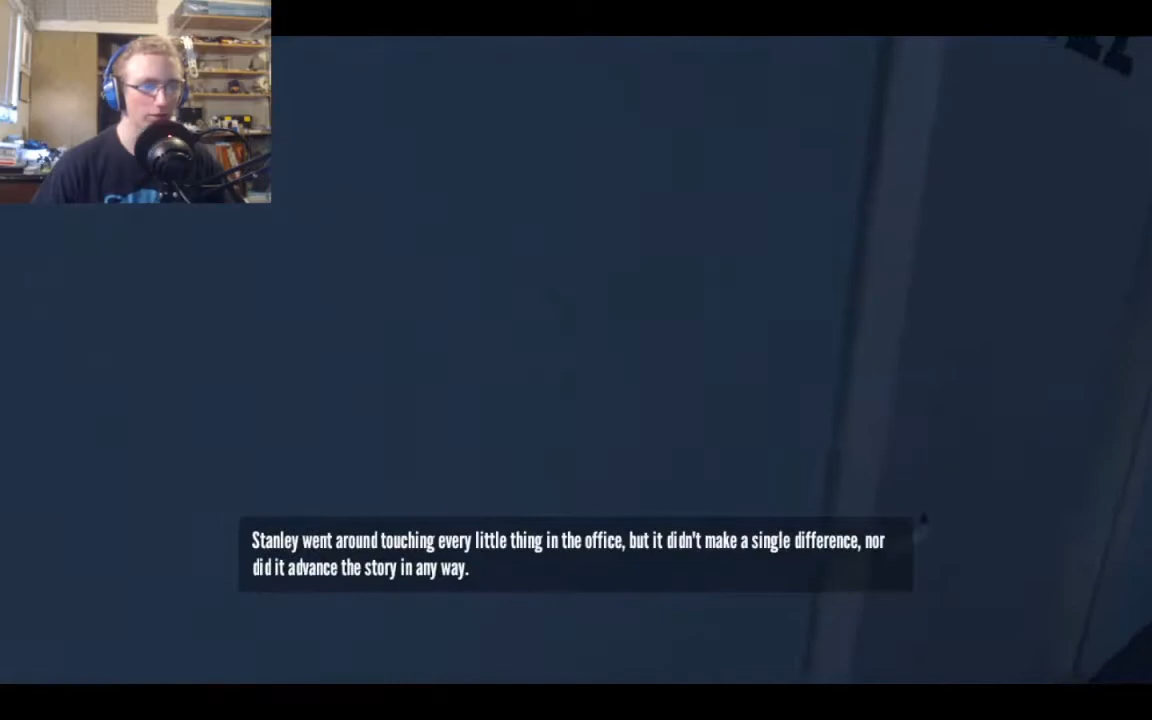 Stanley went around touching every little thing in the office, but it didn't make a single difference, nor
did it advance the story in any way.